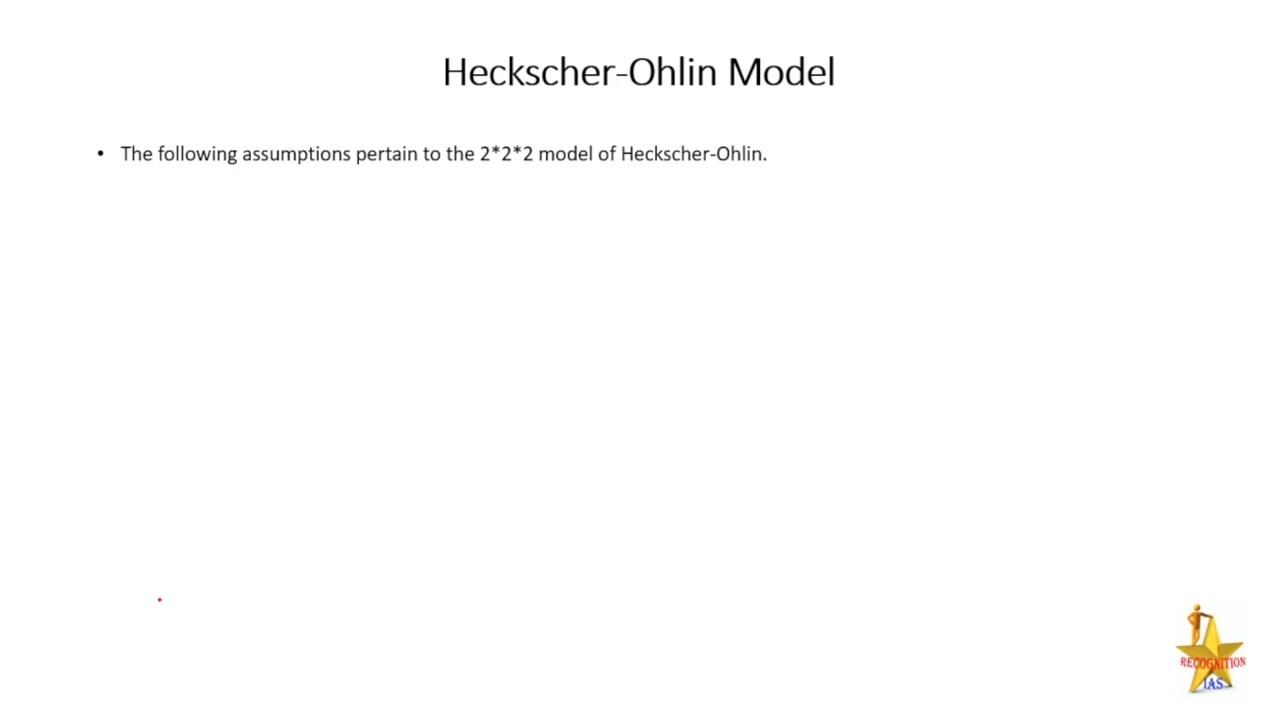 Heckscher-Ohlin Model
• The following assumptions pertain to the 2*2*2 model of Heckscher-Ohlin.
RECOGNITION
IAS